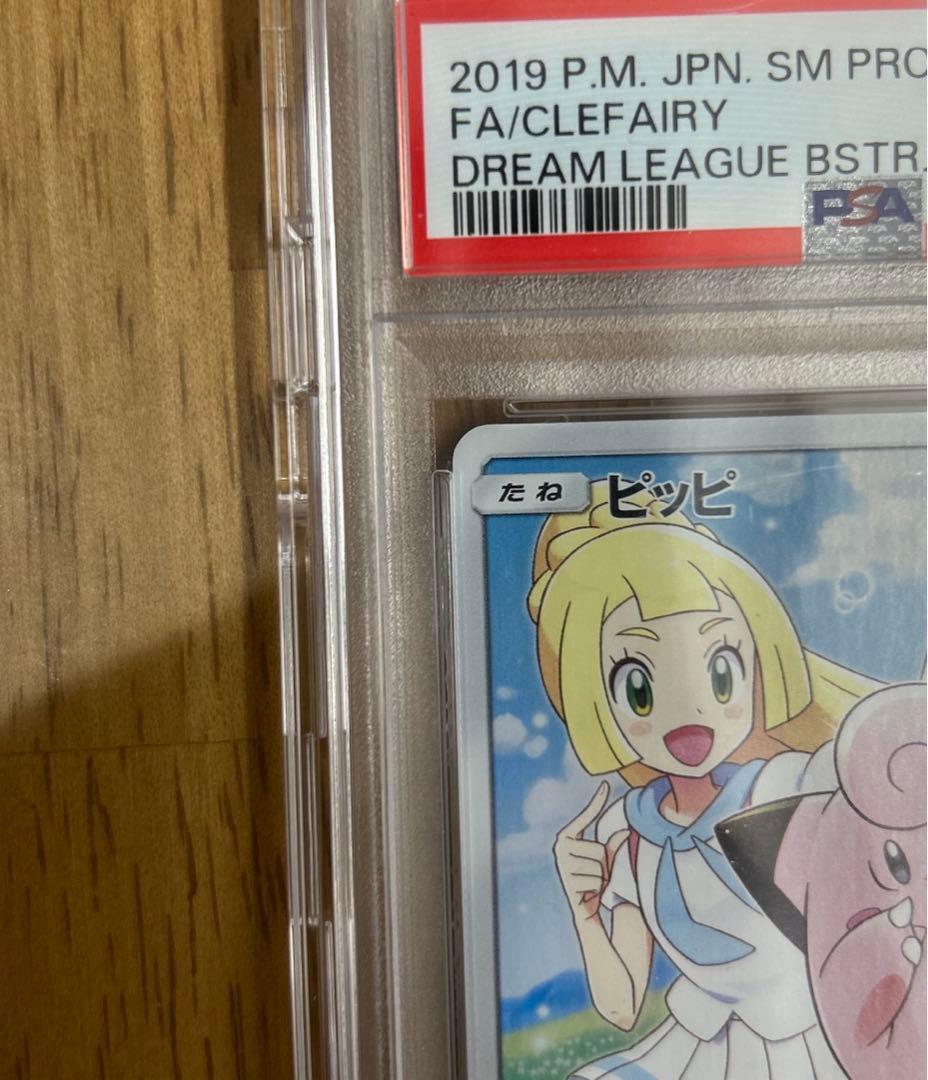 2019 P.M. JPN. SM PRO
FA/CLEFAIRY
DREAM LEAGUE BSTR.
PSA
たね ピッピ